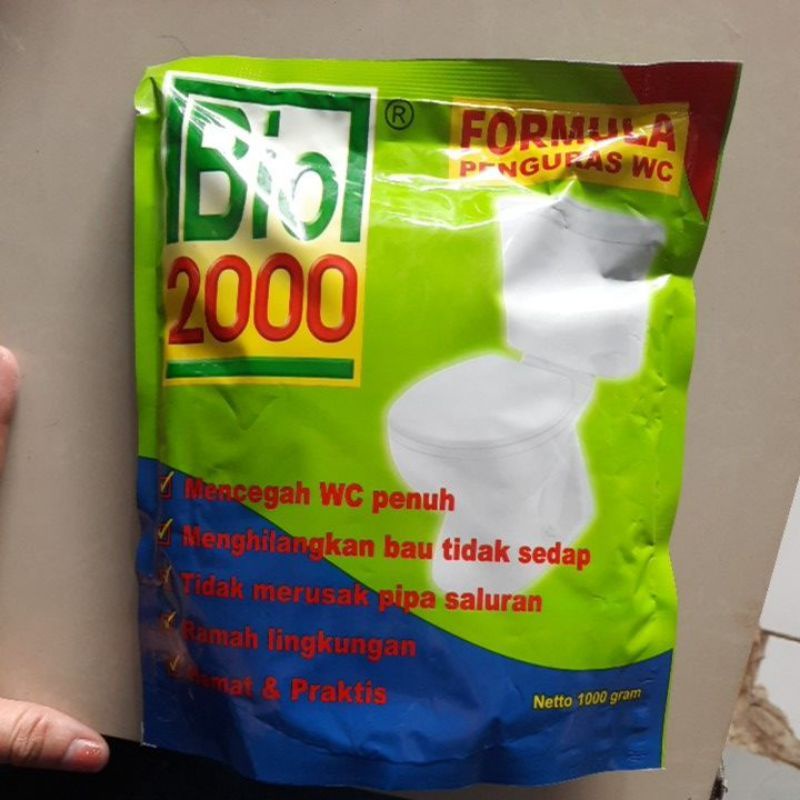 Bio
2000
®
FORMULA
PENGURAS WC
Mencegah WC penuh
Menghilangkan bau tidak sedap
Tidak merusak pipa saluran
Ramah lingkungan
Hemat & Praktis
Netto 1000 gram